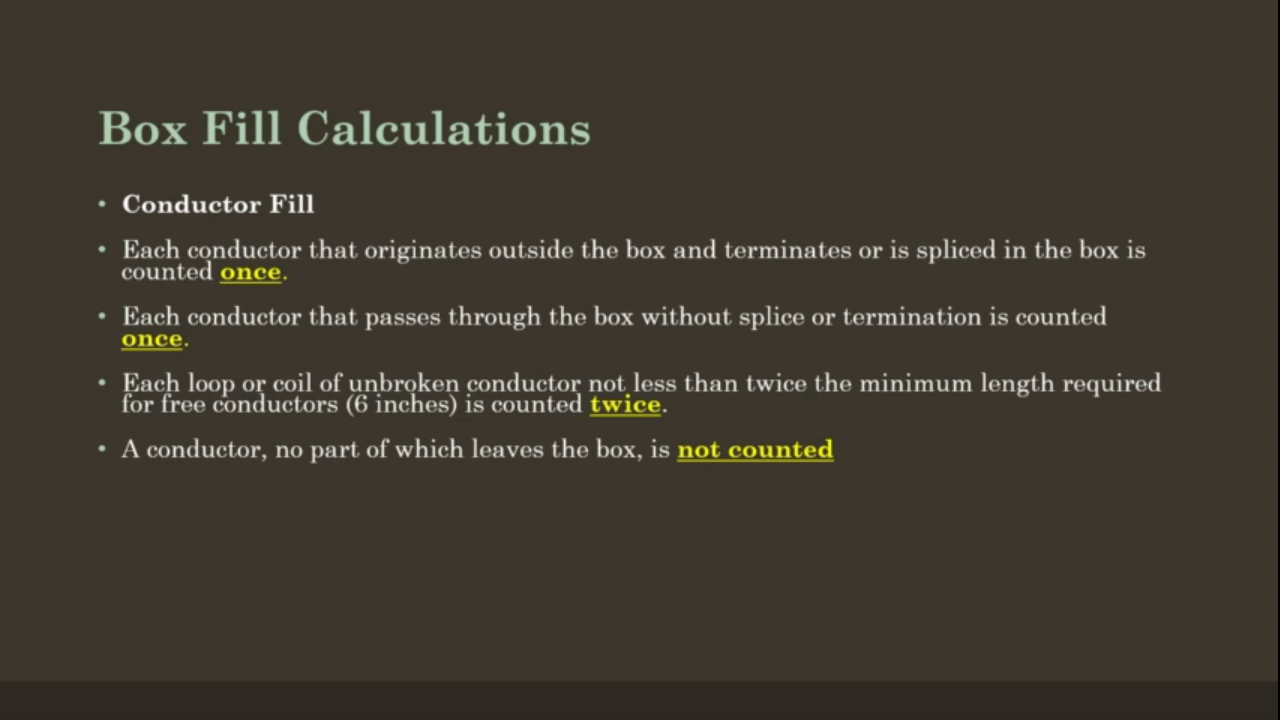 Box Fill Calculations
• Conductor Fill
• Each conductor that originates outside the box and terminates or is spliced in the box is
counted once.
• Each conductor that passes through the box without splice or termination is counted
once.
• Each loop or coil of unbroken conductor not less than twice the minimum length required
for free conductors (6 inches) is counted twice.
• A conductor, no part of which leaves the box, is not counted